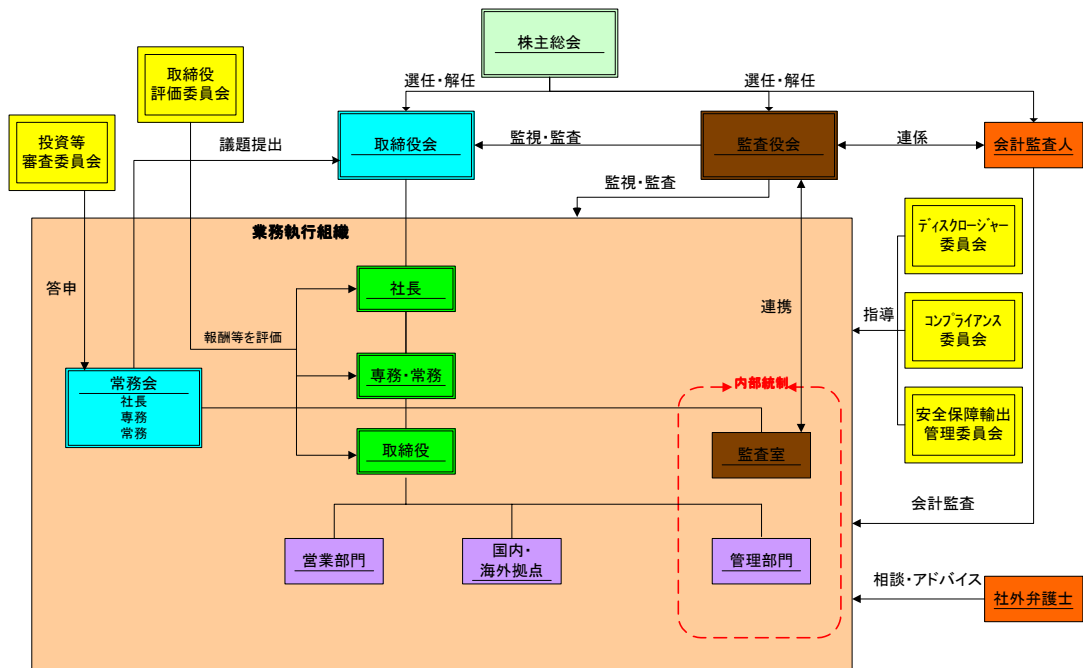 株主総会
取締役
評価委員会
選任・解任
選任・解任
投資等
審査委員会
議題提出
取締役会
監視・監査
監査役会
連係
会計監査人
監視・監査
業務執行組織
ディスクロージャー
委員会
社長
答申
連携
指導
コンプライアンス
委員会
報酬等を評価
専務・常務
常務会
社長
専務
常務
内部統制
安全保障輸出
管理委員会
取締役
監査室
会計監査
営業部門
国内・
海外拠点
管理部門
相談・アドバイス
社外弁護士